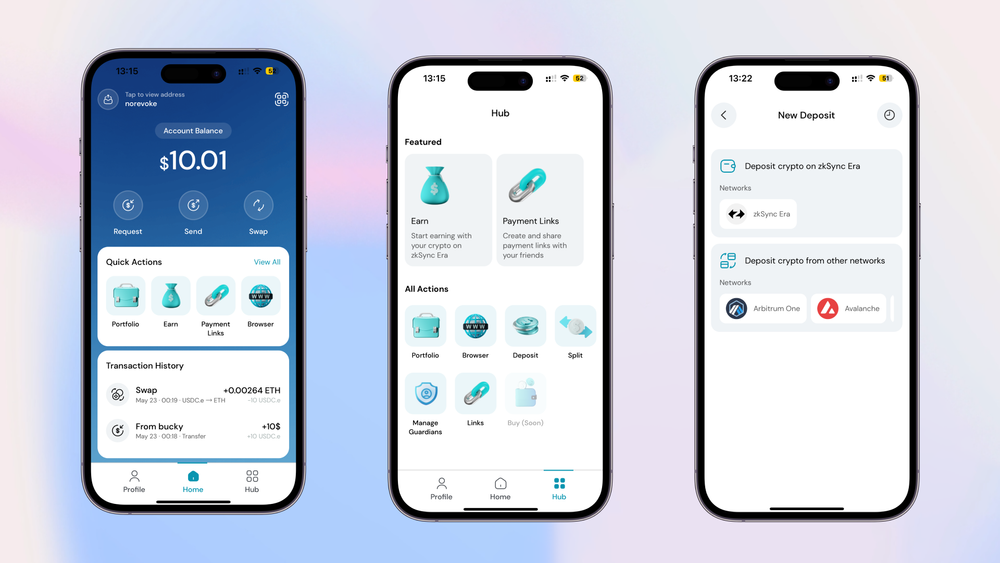 13:15
5
Tap to view address
norevoke
Account Balance
$10.01
Request
Send
Swap
Quick Actions
View All
Portfolio
Earn
Payment
Links
WWW
Browser
Transaction History
Swap
+0.00264 ETH
May 23 · 00:19 · USDC.e → ETH
-10 USDC.e
From bucky
+10$
May 23 · 00:18 · Transfer
+10 USDC.e
Profile
Home
Hub
13:15
52
Hub
Featured
Earn
Start earning with
your crypto on
zkSync Era
Payment Links
Create and share
payment links with
your friends
All Actions
Portfolio
WWW
Browser
Deposit
Split
Manage
Guardians
Links
Buy (Soon)
Profile
Home
Hub
13:22
51
New Deposit
Deposit crypto on zkSync Era
Networks
zkSync Era
Deposit crypto from other networks
Networks
Arbitrum One
Avalanche